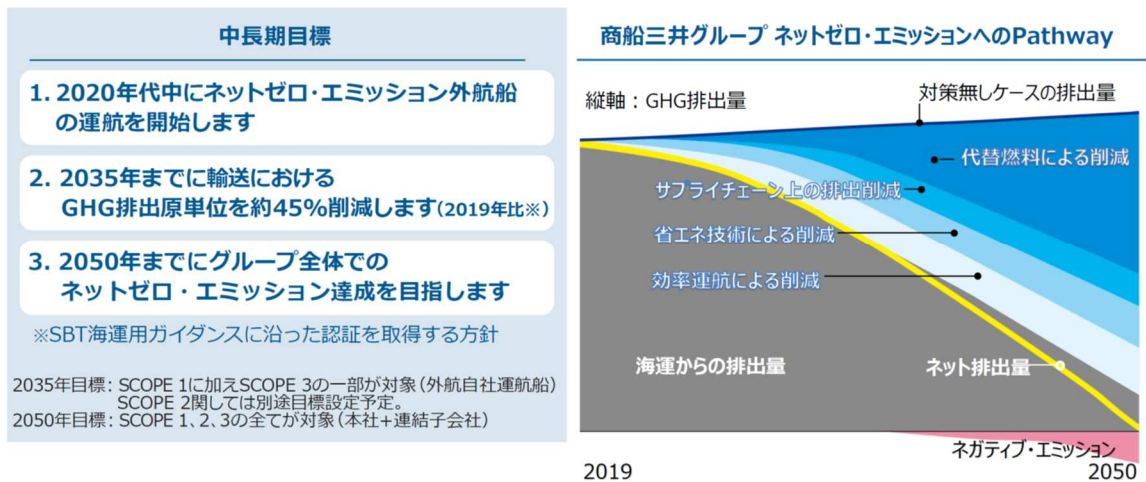 中長期目標
1. 2020年代中にネットゼロ・エミッション外航船
の運航を開始します
2. 2035年までに輸送における
GHG排出原単位を約45%削減します(2019年比※)
3. 2050年までにグループ全体での
ネットゼロ・エミッション達成を目指します
※SBT海運用ガイダンスに沿った認証を取得する方針
2035年目標: SCOPE 1に加えSCOPE 3の一部が対象(外航自社運航船)
SCOPE 2関しては別途目標設定予定。
2050年目標: SCOPE 1、2、3の全てが対象(本社+連結子会社)
商船三井グループ ネットゼロ・エミッションへのPathway
縦軸:GHG排出量
対策無しケースの排出量
代替燃料による削減
サプライチェーン上の排出削減
省エネ技術による削減
効率運航による削減
海運からの排出量
ネット排出量
ネガティブ・エミッション
2019
2050